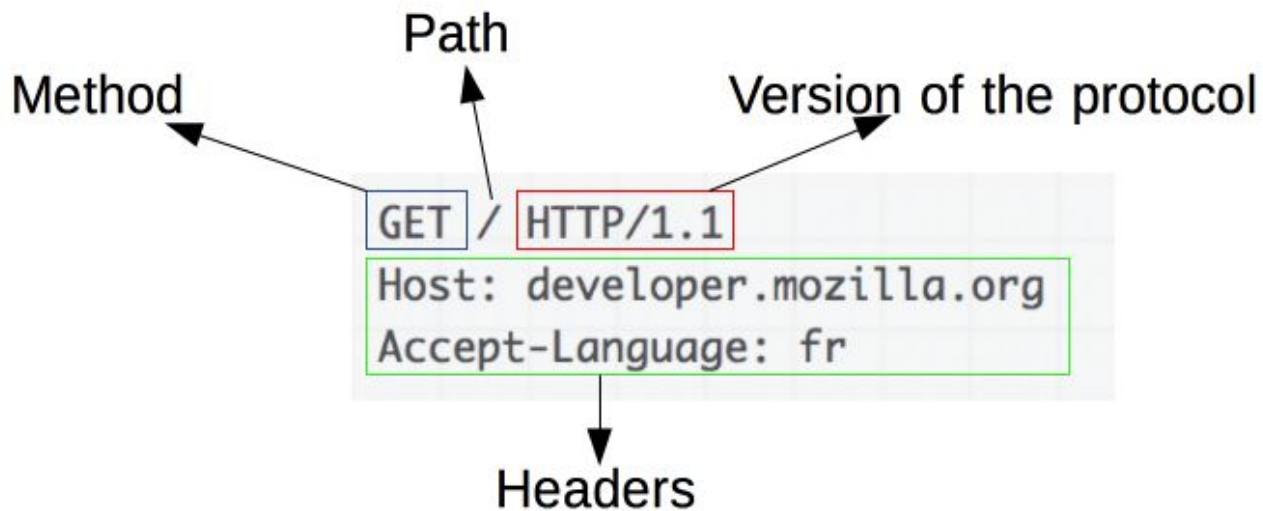 Path
Method
Version of the protocol
GET / HTTP/1.1
Host: developer.mozilla.org
Accept-Language: fr
Headers